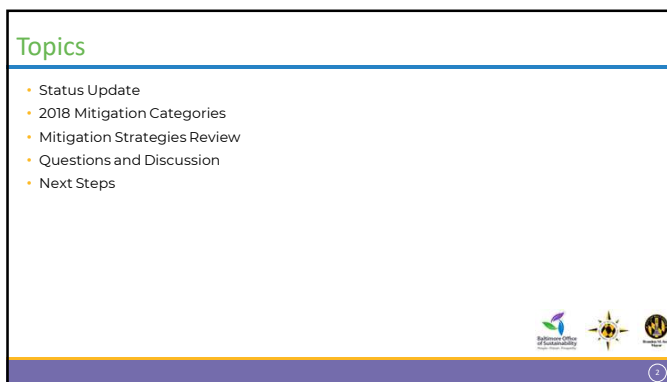 Topics
• Status Update
• 2018 Mitigation Categories
• Mitigation Strategies Review
• Questions and Discussion
• Next Steps
Baltimore Office
of Sustainability
2